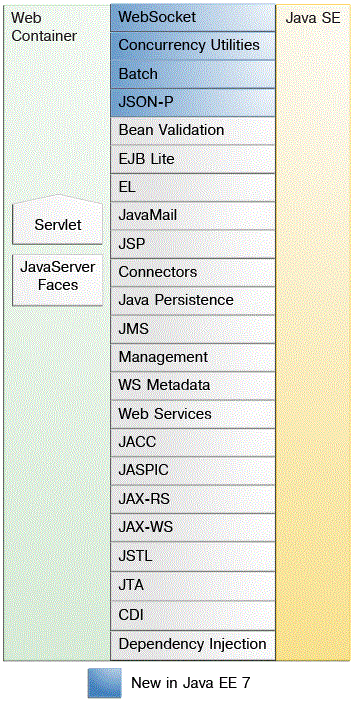 Web
Container
Servlet
JavaServer
Faces
WebSocket
Concurrency Utilities
Batch
JSON-P
Bean Validation
EJB Lite
EL
JavaMail
JSP
Connectors
Java Persistence
JMS
Management
WS Metadata
Web Services
JACC
JASPIC
JAX-RS
JAX-WS
JSTL
JTA
CDI
Dependency Injection
Java SE
New in Java EE 7